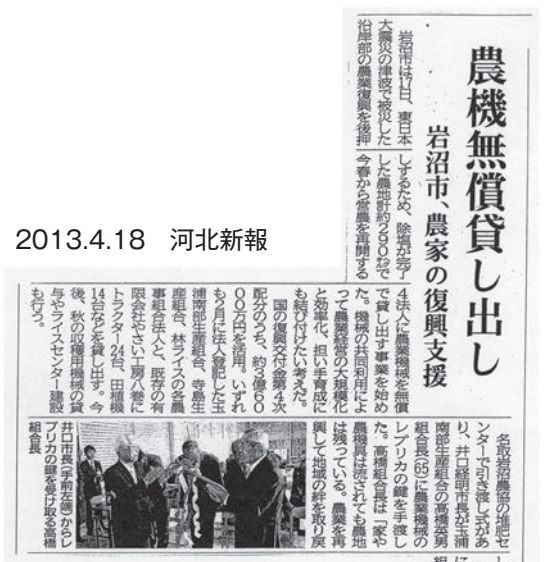 2013.4.18 河北新報
農機無償貸し出し
岩沼市、農家の復興支援
岩沼市は17日、東日本
大震災の津波で被災した
沿岸部の農業復興を後押
しするため、除塩が完了
した農地計約290㌶で
今春から営農を再開する
4法人に農業機械を無償
で貸し出す事業を始め
た。機械の共同利用によ
って農業経営の大規模化
と効率化、担い手育成に
も結び付けたい考えだ。
国の復興交付金第4次
配分のうち、約3億60
00万円を活用。いずれ
も2月に法人登記した玉
浦南部生産組合、寺島生
産組合、林ライスの各農
事組合法人と、既存の有
限会社やさい工房八巻に
トラクター24台、田植機
14台などを貸し出す。今
後、秋の収穫用機械の貸
与やライスセンター建設
も行う。
名取岩沼農協の堆肥セ
ンターで引き渡し式があ
り、井口経明市長が玉浦
南部生産組合の高橋英男
組合長(65)に農業機械の
レプリカの鍵を手渡し
た。高橋組合長は「家や
農機具は流されても農地
は残っている。農業を再
興して地域の絆を取り戻
井口市長(手前左端)からレ
プリカの鍵を受け取る高橋
組合長